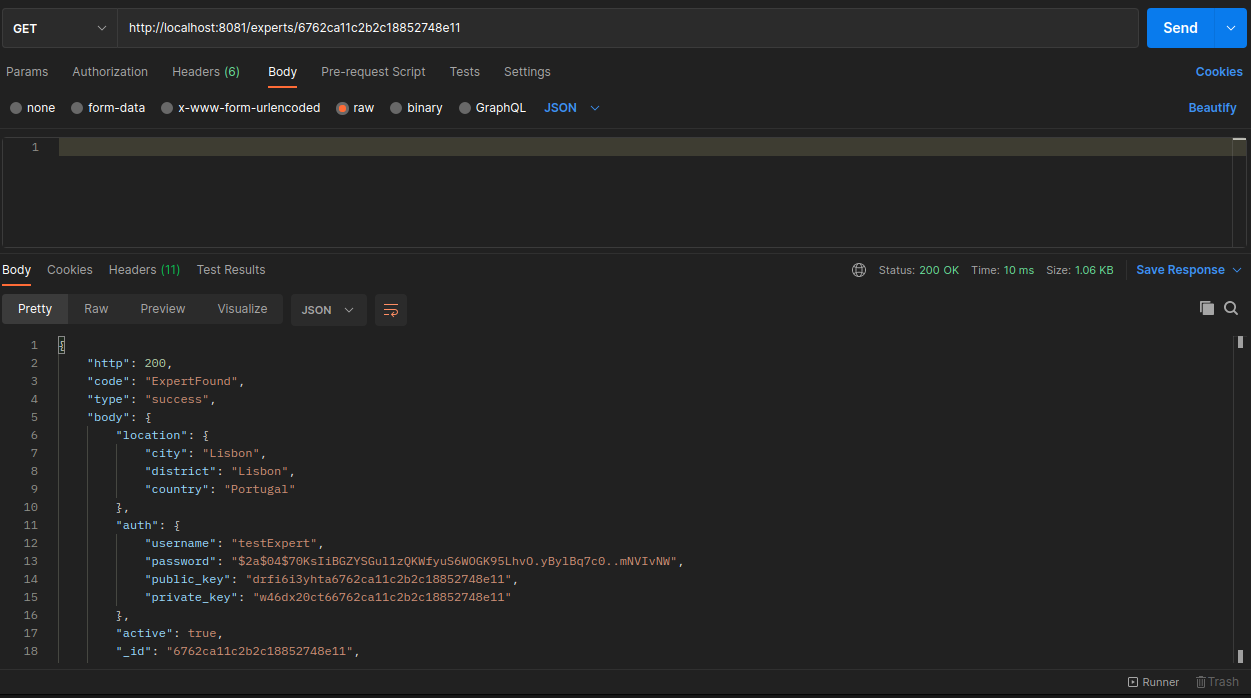 GET http://localhost:8081/experts/6762ca11c2b2c18852748e11 Send
Params Authorization Headers (6) Body Pre-request Script Tests Settings Cookies
none form-data x-www-form-urlencoded raw binary GraphQL JSON Beautify
1
Body Cookies Headers (11) Test Results Status: 200 OK Time: 10 ms Size: 1.06 KB Save Response
Pretty Raw Preview Visualize JSON
1 {
2 "http": 200,
3 "code": "ExpertFound",
4 "type": "success",
5 "body": {
6 "location": {
7 "city": "Lisbon",
8 "district": "Lisbon",
9 "country": "Portugal"
10 },
11 "auth": {
12 "username": "testExpert",
13 "password": "$2a$04$70KsIiBGZYSGul1zQKWfyuS6WOGK95LhvO.yBylBq7c0..mNVIvNW",
14 "public_key": "drfi6i3yhta6762ca11c2b2c18852748e11",
15 "private_key": "w46dx20ct66762ca11c2b2c18852748e11"
16 },
17 "active": true,
18 "_id": "6762ca11c2b2c18852748e11",
Runner Trash